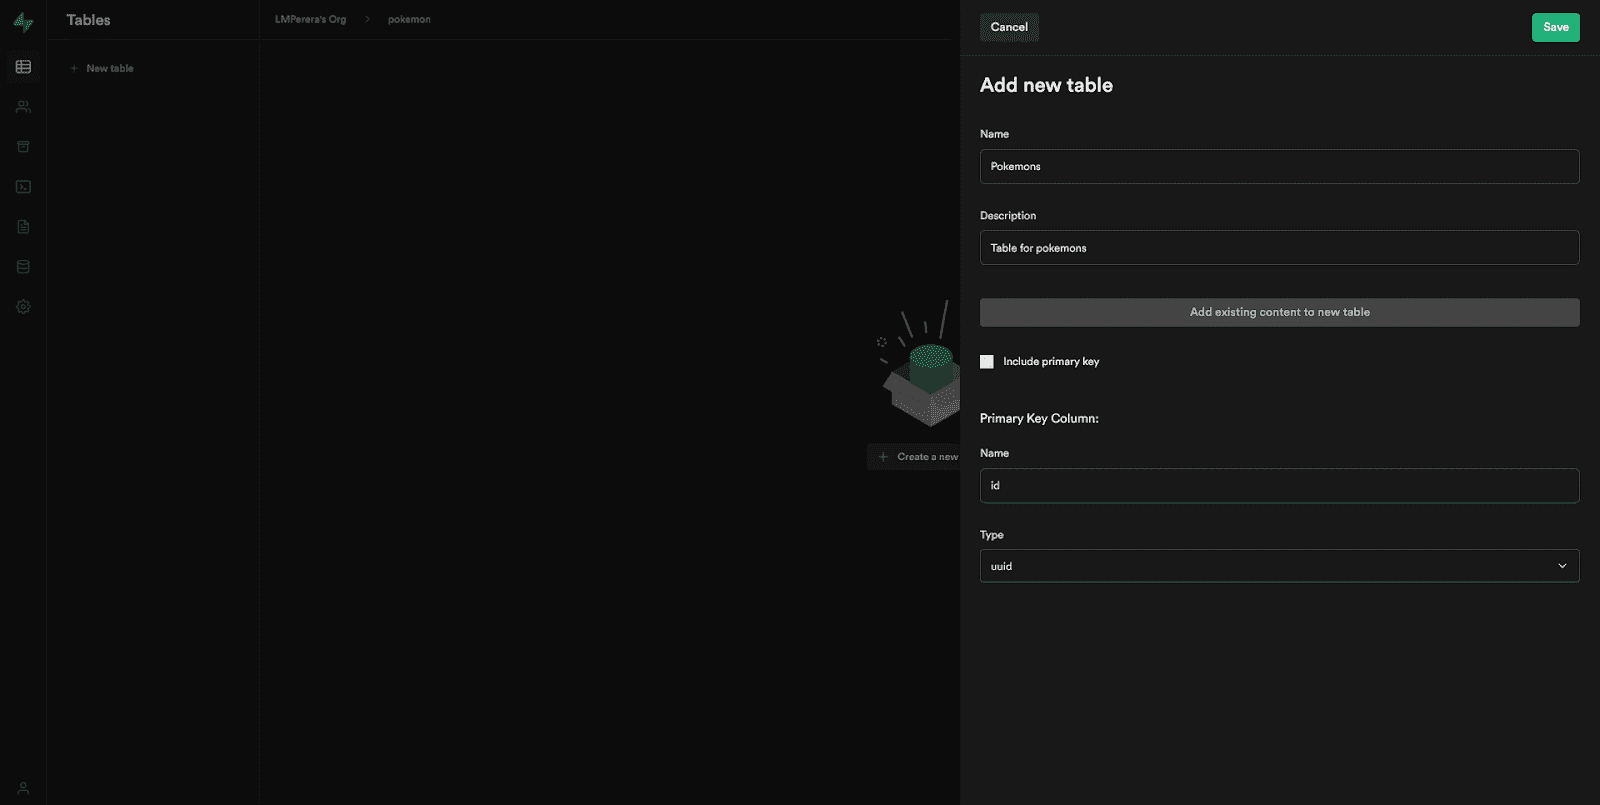 Tables
New table
LMPerera's Org > pokemon
Create a new
Cancel
Save
Add new table
Name
Pokemons
Description
Table for pokemons
Add existing content to new table
Include primary key
Primary Key Column:
Name
id
Type
uuid